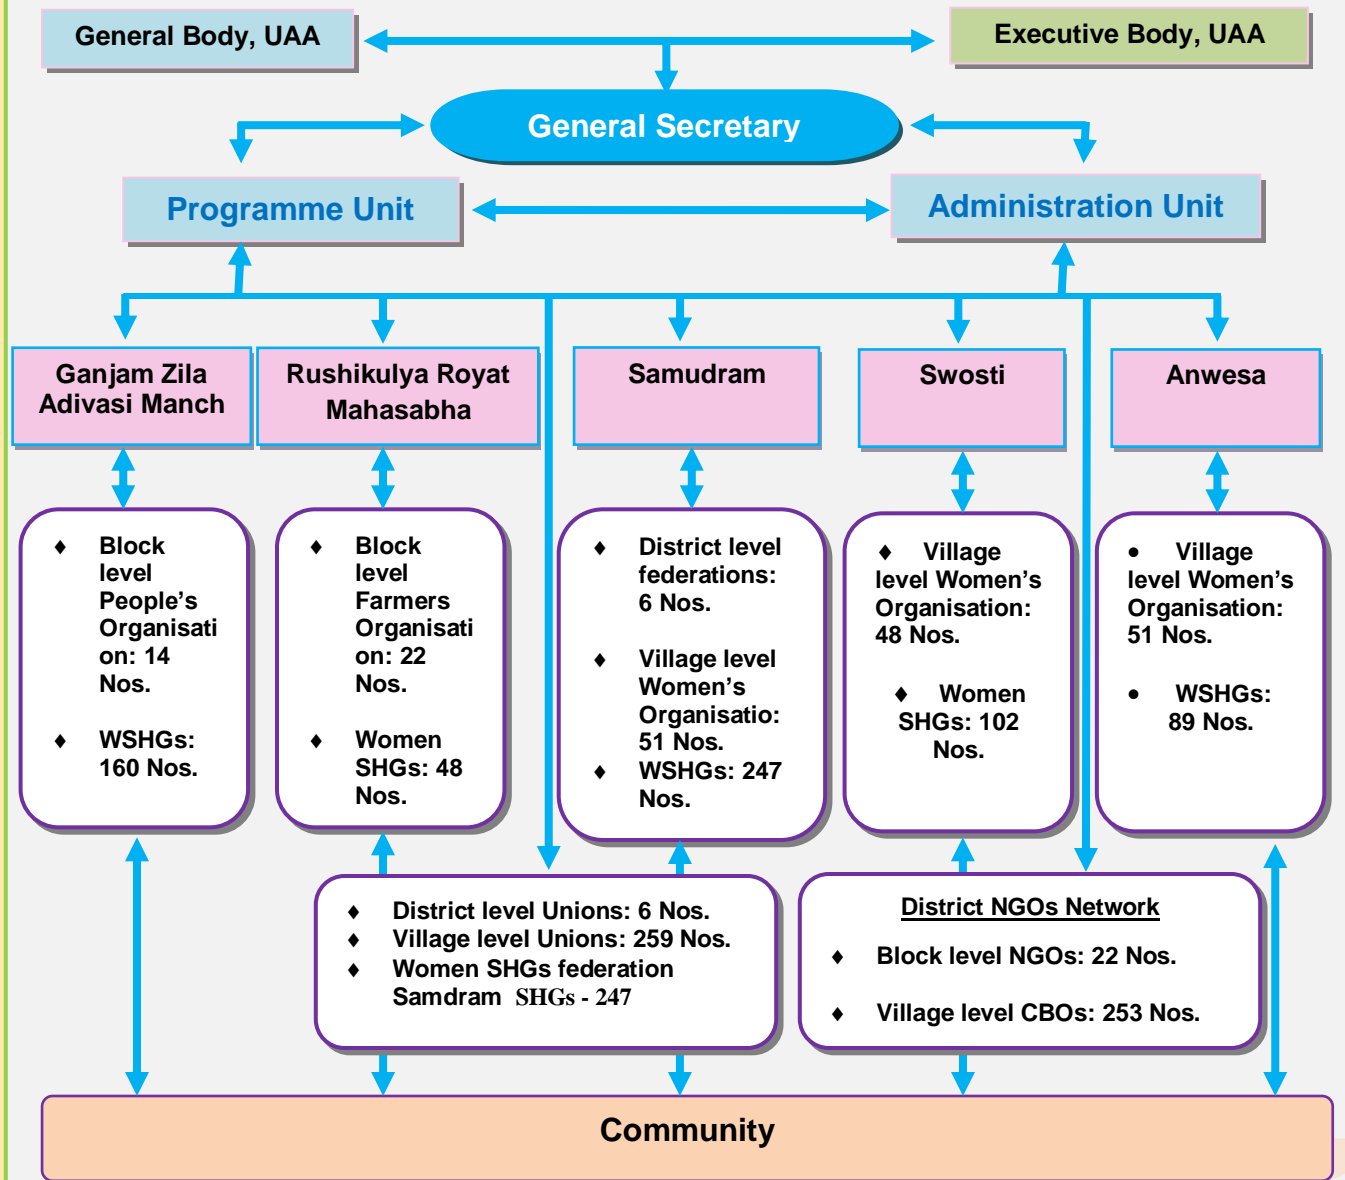 General Body, UAA
Executive Body, UAA
General Secretary
Programme Unit
Administration Unit
Ganjam Zila
Adivasi Manch
Rushikulya Royat
Mahasabha
Samudram
Swosti
Anwesa
♦ Block
level
People's
Organisati
on: 14
Nos.
♦ WSHGs:
160 Nos.
♦ Block
level
Farmers
Organisati
on: 22
Nos.
♦ Women
SHGs: 48
Nos.
♦ District level
federations:
6 Nos.
♦ Village level
Women's
Organisatio:
51 Nos.
♦ WSHGs: 247
Nos.
♦ Village
level Women's
Organisation:
48 Nos.
♦ Women
SHGs: 102
Nos.
• Village
level Women's
Organisation:
51 Nos.
• WSHGs:
89 Nos.
♦ District level Unions: 6 Nos.
♦ Village level Unions: 259 Nos.
♦ Women SHGs federation
Samdram SHGs - 247
District NGOs Network
♦ Block level NGOs: 22 Nos.
♦ Village level CBOs: 253 Nos.
Community